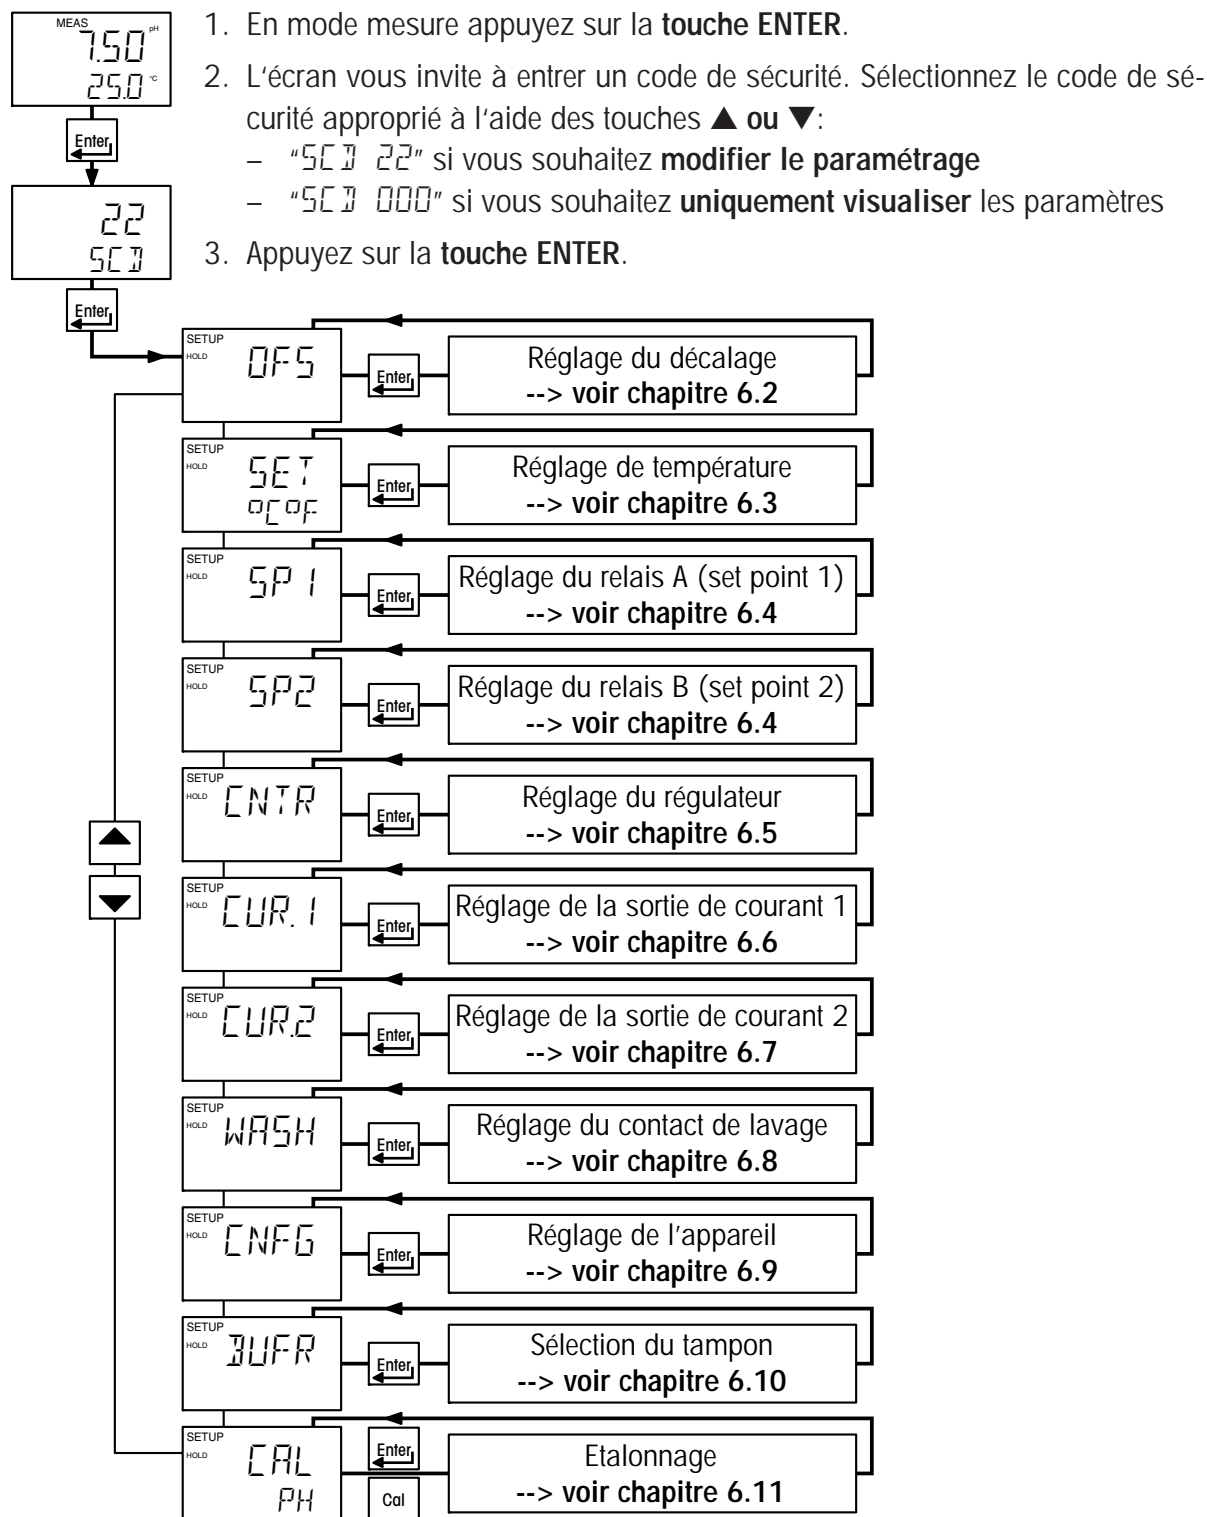 MEAS
7.50 pH
25.0 °C
Enter
22
SCD
Enter
1. En mode mesure appuyez sur la touche ENTER.
2. L‘écran vous invite à entrer un code de sécurité. Sélectionnez le code de sé-
curité approprié à l‘aide des touches ▲ ou ▼:
– "SCD 22" si vous souhaitez modifier le paramétrage
– "SCD 000" si vous souhaitez uniquement visualiser les paramètres
3. Appuyez sur la touche ENTER.
SETUP
HOLD
OFS
Enter
Réglage du décalage
--> voir chapitre 6.2
SETUP
HOLD
SET
°C°F
Enter
Réglage de température
--> voir chapitre 6.3
SETUP
HOLD
SP1
Enter
Réglage du relais A (set point 1)
--> voir chapitre 6.4
SETUP
HOLD
SP2
Enter
Réglage du relais B (set point 2)
--> voir chapitre 6.4
SETUP
HOLD
CNTR
Enter
Réglage du régulateur
--> voir chapitre 6.5
SETUP
HOLD
CUR.1
Enter
Réglage de la sortie de courant 1
--> voir chapitre 6.6
SETUP
HOLD
CUR.2
Enter
Réglage de la sortie de courant 2
--> voir chapitre 6.7
SETUP
HOLD
WASH
Enter
Réglage du contact de lavage
--> voir chapitre 6.8
SETUP
HOLD
CNFG
Enter
Réglage de l'appareil
--> voir chapitre 6.9
SETUP
HOLD
BUFR
Enter
Sélection du tampon
--> voir chapitre 6.10
SETUP
HOLD
CAL
PH
Enter
Cal
Etalonnage
--> voir chapitre 6.11